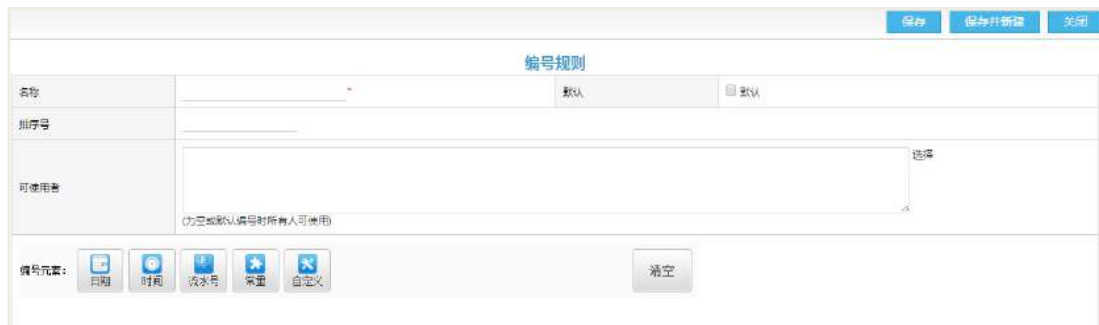 保存 保存并新建 关闭
编号规则
名称 * 默认 默认
排序号
可使用者 选择
(为空或默认编号时所有人可使用)
编号元素: 日期 时间 流水号 常量 自定义 清空